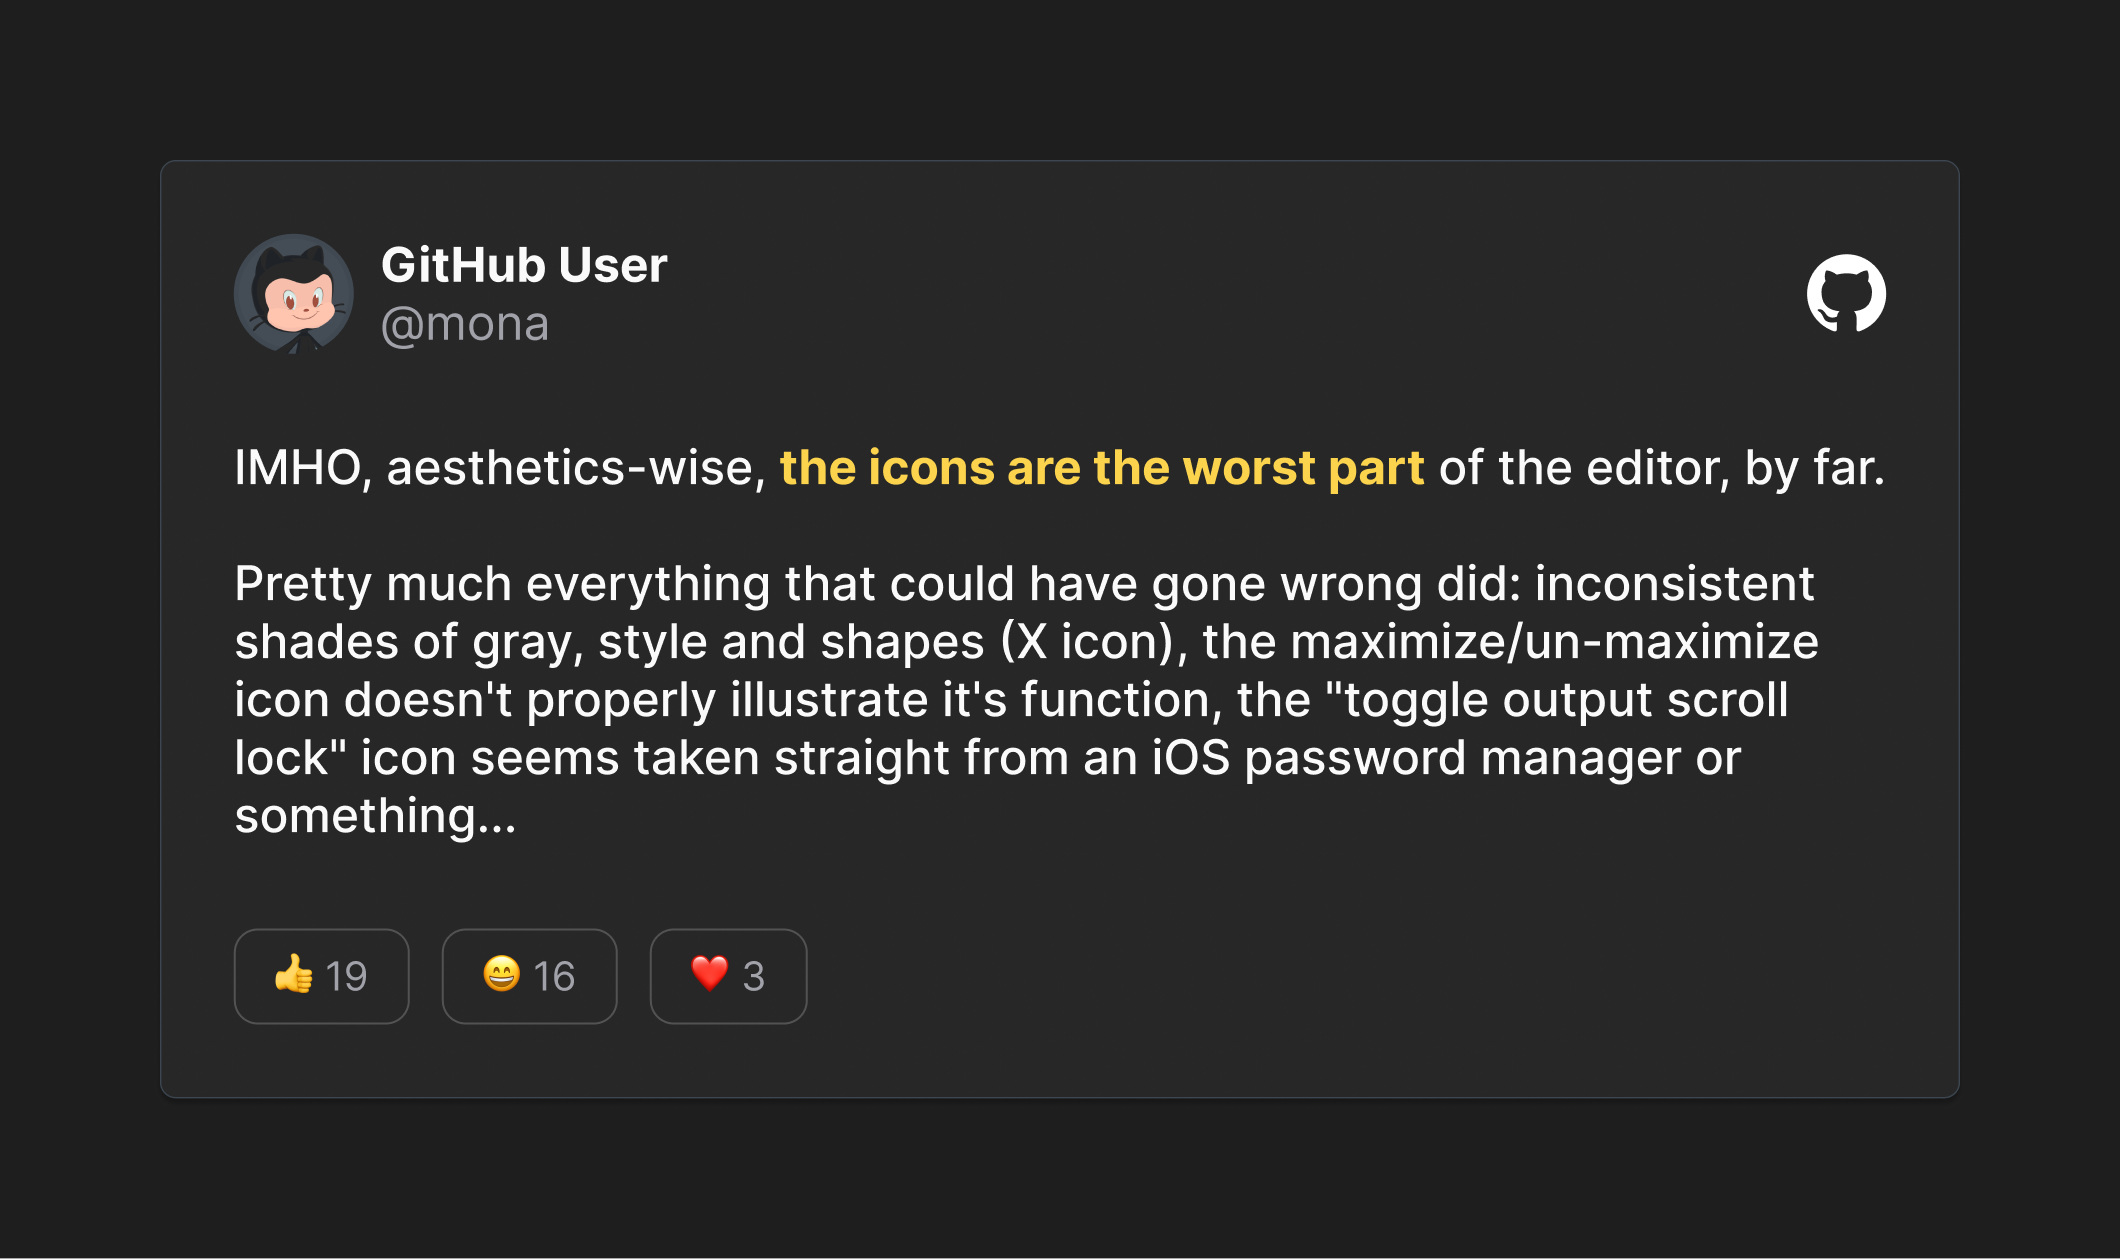 GitHub User
@mona
IMHO, aesthetics-wise, the icons are the worst part of the editor, by far.
Pretty much everything that could have gone wrong did: inconsistent
shades of gray, style and shapes (X icon), the maximize/un-maximize
icon doesn't properly illustrate it's function, the "toggle output scroll
lock" icon seems taken straight from an iOS password manager or
something...
👍 19 😄 16 ❤️ 3